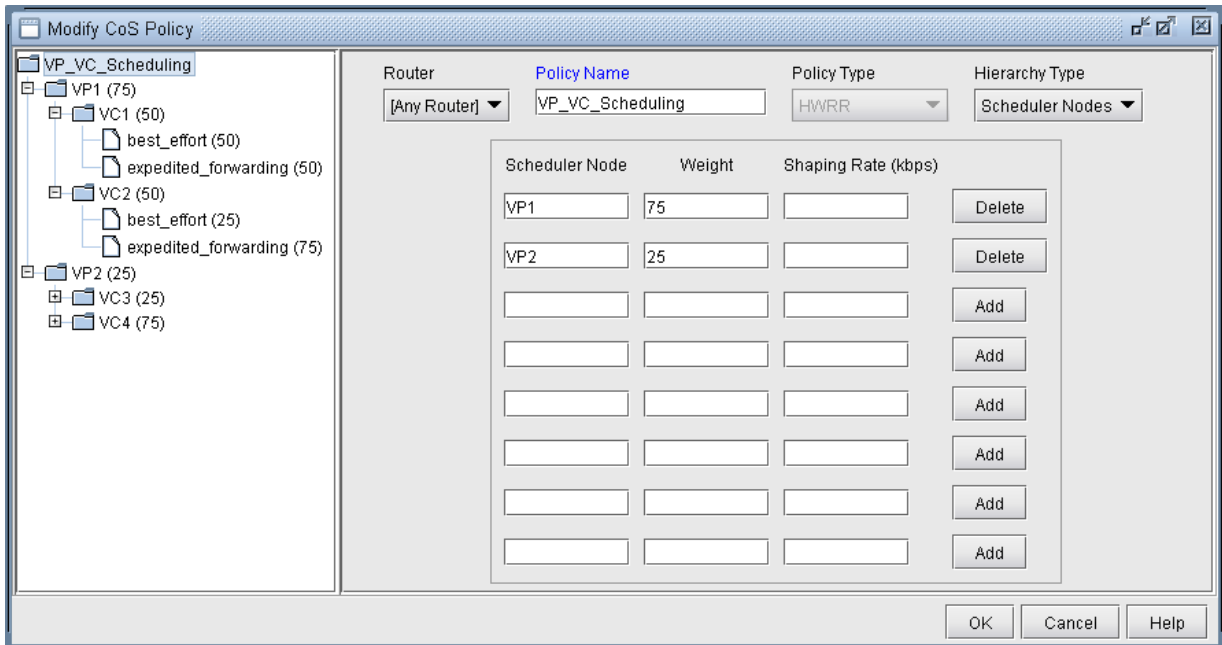 Modify CoS Policy
VP_VC_Scheduling
VP1 (75)
VC1 (50)
best_effort (50)
expedited_forwarding (50)
VC2 (50)
best_effort (25)
expedited_forwarding (75)
VP2 (25)
VC3 (25)
VC4 (75)
Router Policy Name Policy Type Hierarchy Type
[Any Router] VP_VC_Scheduling HWRR Scheduler Nodes
Scheduler Node Weight Shaping Rate (kbps)
VP1 75 Delete
VP2 25 Delete
Add
Add
Add
Add
Add
Add
OK Cancel Help